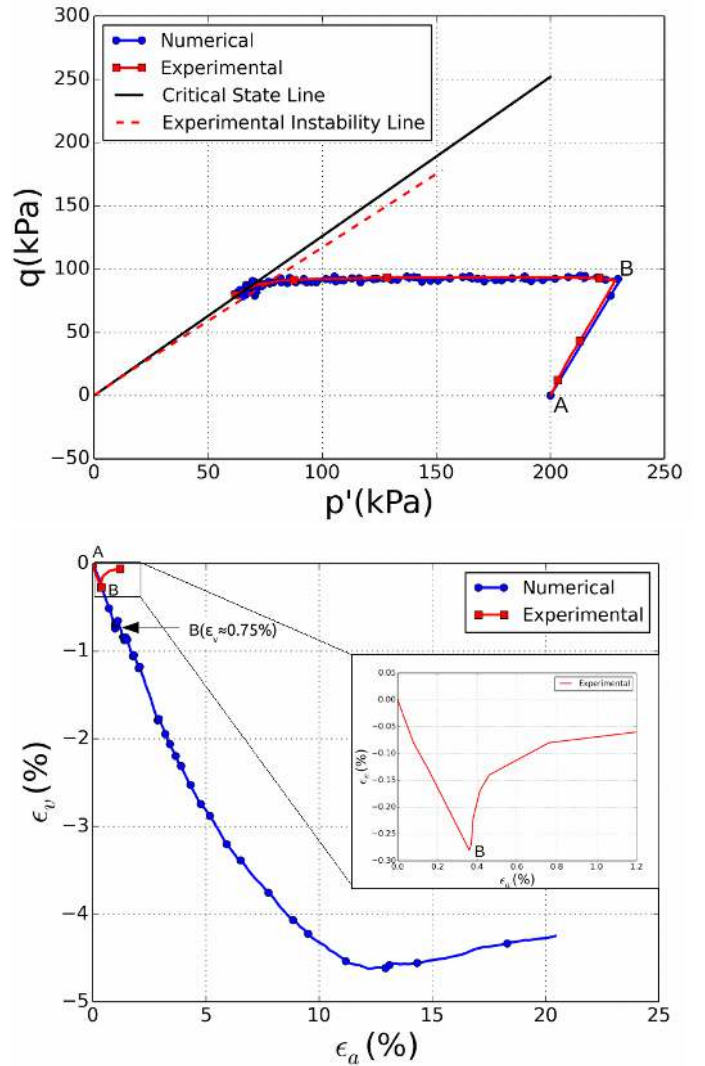 300
250
200
150
100
50
0
−50
q(kPa)
Numerical
Experimental
Critical State Line
Experimental Instability Line
B
A
0
50
100
150
200
250
p'(kPa)
A
0
−1
−2
−3
−4
−5
ϵv(%)
B
B(ε_v≈0.75%)
Numerical
Experimental
0.05
0.00
−0.05
−0.10
−0.15
−0.20
−0.25
−0.30
Experimental
B
0.0
0.2
0.4
0.6
0.8
1.0
1.2
ϵa(%)
0
5
10
15
20
25
ϵa(%)